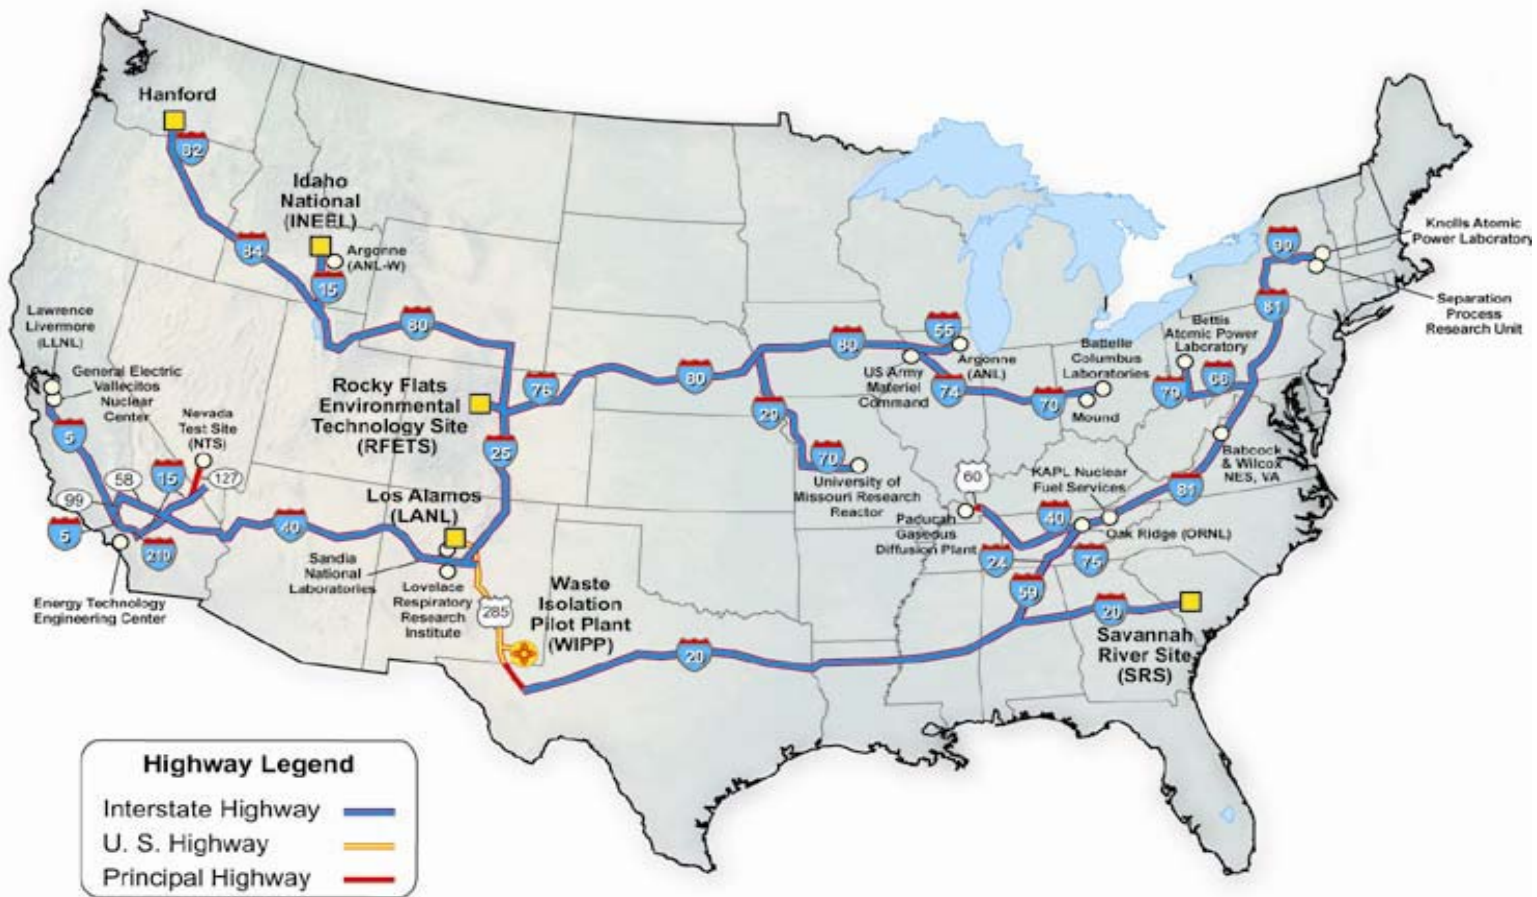 Hanford
82
Idaho
National
(INEEL)
Argonne
(ANL-W)
84
15
80
Lawrence
Livermore
(LLNL)
General Electric
Vallecitos
Nuclear
Center
Nevada
Test Site
(NTS)
5
58
15
127
99
5
210
40
Energy Technology
Engineering Center
Rocky Flats
Environmental
Technology Site
(RFETS)
76
25
Los Alamos
(LANL)
Sandia
National
Laboratories
Lovelace
Respiratory
Research
Institute
285
Waste
Isolation
Pilot Plant
(WIPP)
80
80
55
US Army
Materiel
Command
Argonne
(ANL)
Battelle
Columbus
Laboratories
74
70
Mound
29
70
University of
Missouri Research
Reactor
60
Paducah
Gaseous
Diffusion Plant
24
40
KAPL Nuclear
Fuel Services
Oak Ridge (ORNL)
75
59
20
20
Savannah
River Site
(SRS)
81
Babcock
& Wilcox
NES, VA
Bettis
Atomic Power
Laboratory
79
68
81
90
Knolls Atomic
Power Laboratory
Separation
Process
Research Unit
Highway Legend
Interstate Highway
U. S. Highway
Principal Highway